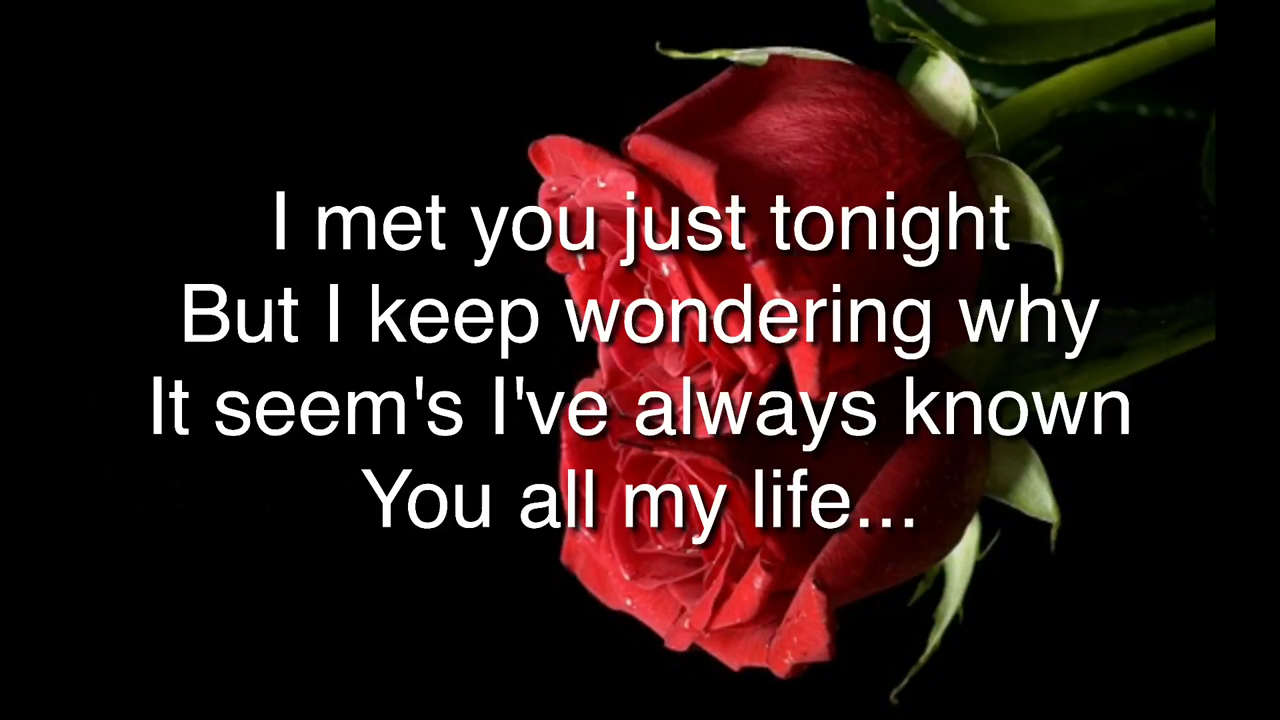 I met you just tonight
But I keep wondering why
It seem's I've always known
You all my life...